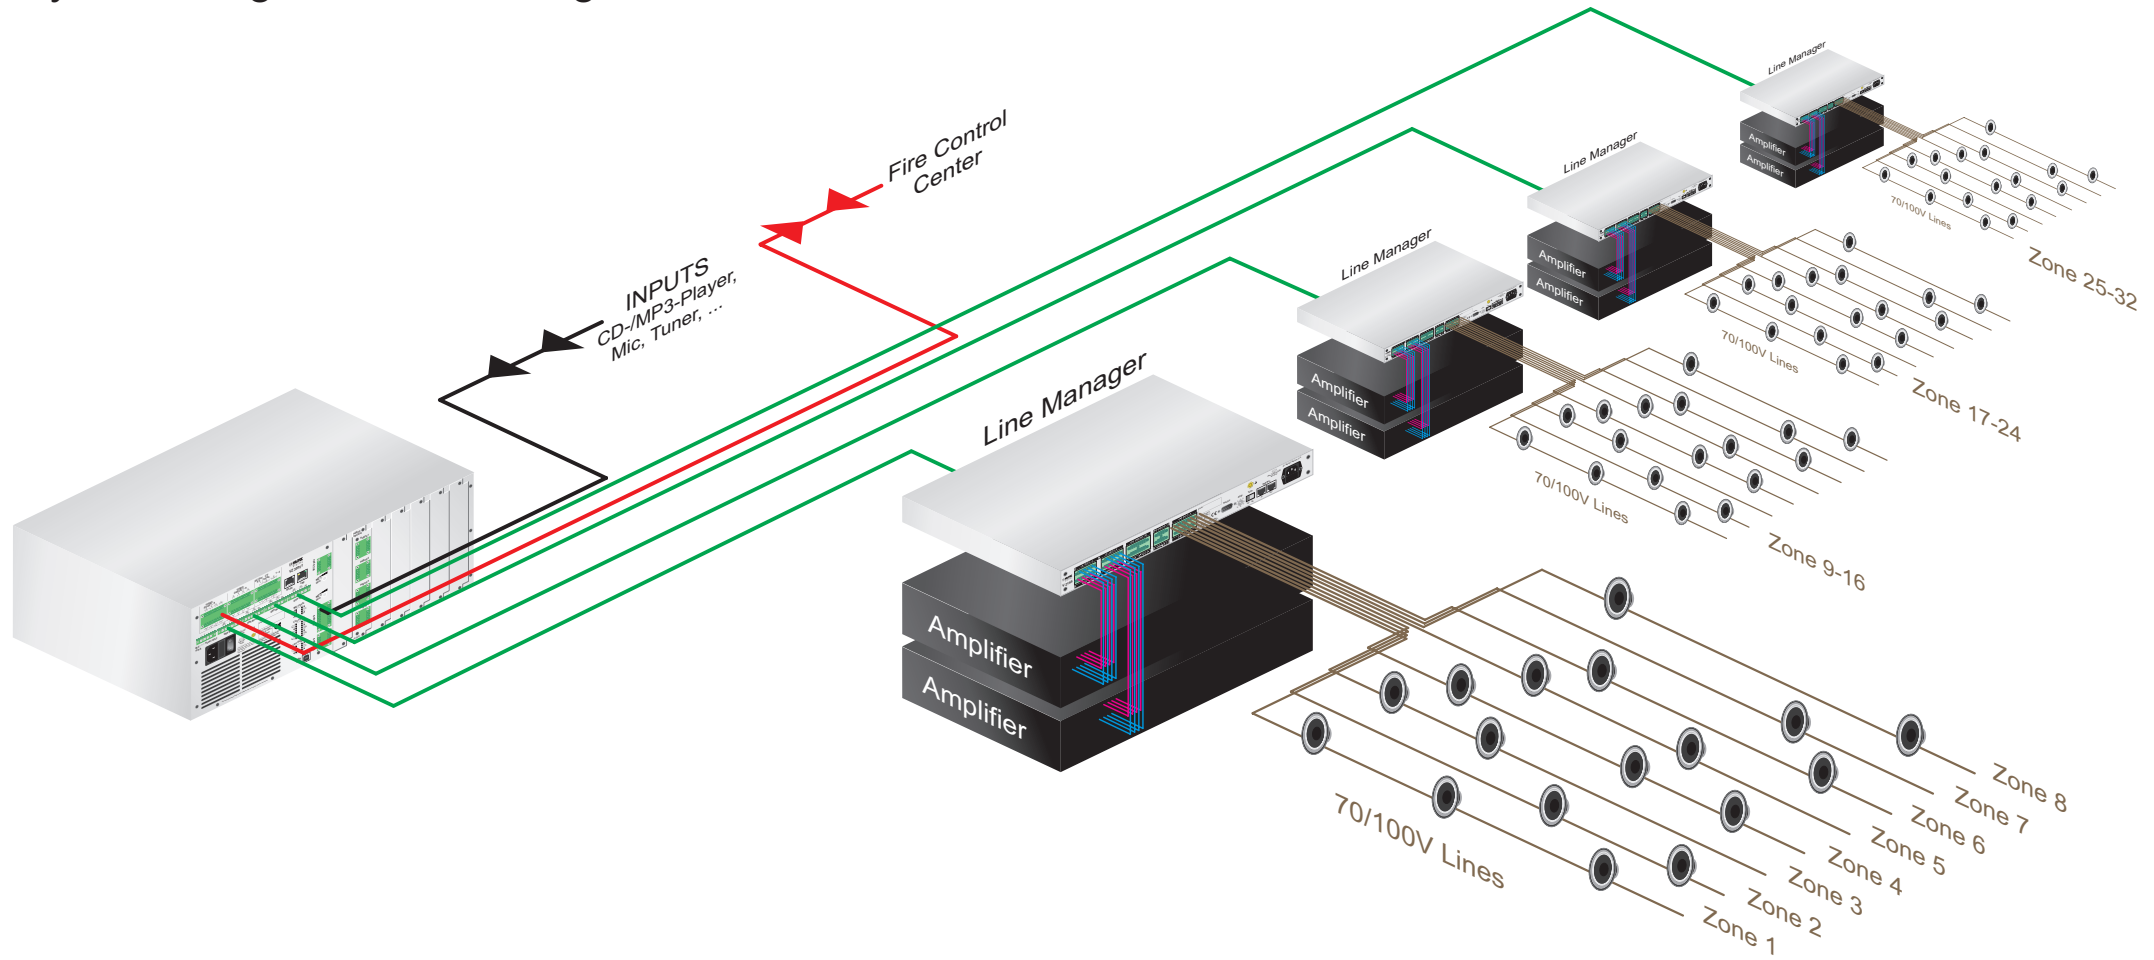 Fire Control
Center
INPUTS
CD-/MP3-Player,
Mic, Tuner, ...
Line Manager
Amplifier
Amplifier
70/100V Lines
Zone 25-32
Line Manager
Amplifier
Amplifier
70/100V Lines
Zone 17-24
Line Manager
Amplifier
Amplifier
70/100V Lines
Zone 9-16
Line Manager
Amplifier
Amplifier
70/100V Lines
Zone 8
Zone 7
Zone 6
Zone 5
Zone 4
Zone 3
Zone 2
Zone 1